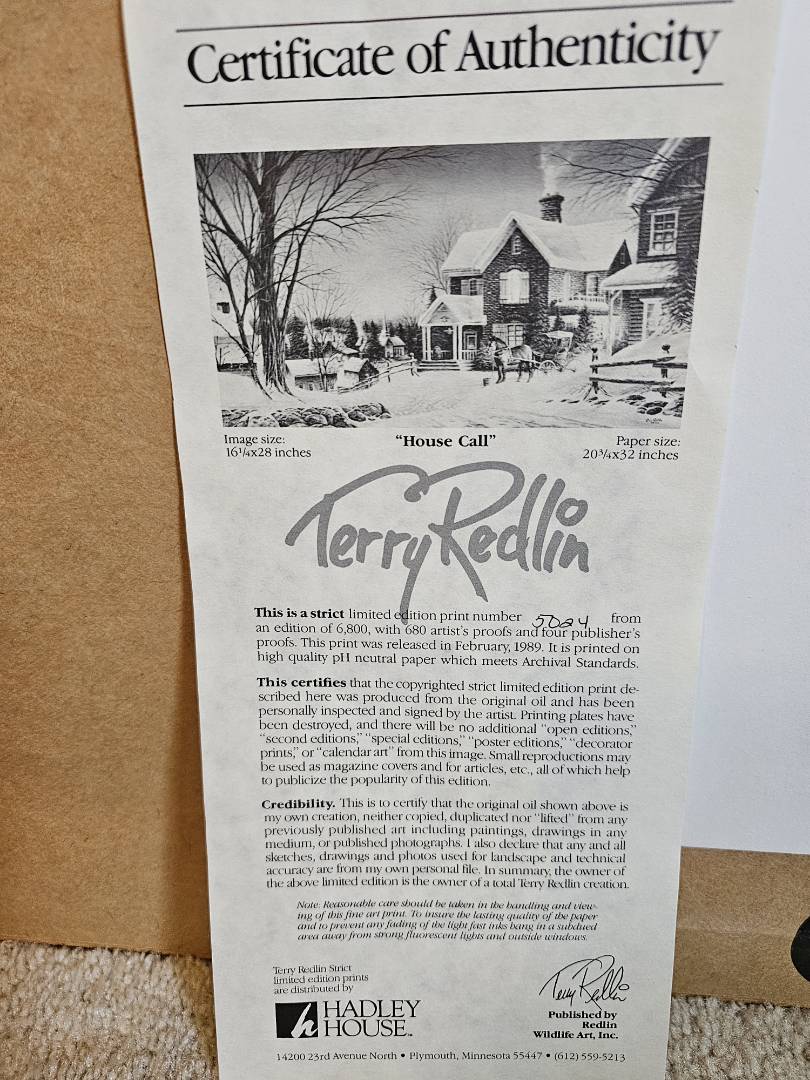 Certificate of Authenticity
Image size:
16¼x28 inches
"House Call"
Paper size:
20¾x32 inches
Terry Redlin
This is a strict limited edition print number 5024 from
an edition of 6,800, with 680 artist's proofs and four publisher's
proofs. This print was released in February, 1989. It is printed on
high quality pH neutral paper which meets Archival Standards.
This certifies that the copyrighted strict limited edition print de-
scribed here was produced from the original oil and has been
personally inspected and signed by the artist. Printing plates have
been destroyed, and there will be no additional "open editions,"
"second editions," "special editions," "poster editions," "decorator
prints," or "calendar art" from this image. Small reproductions may
be used as magazine covers and for articles, etc., all of which help
to publicize the popularity of this edition.
Credibility. This is to certify that the original oil shown above is
my own creation, neither copied, duplicated nor "lifted" from any
previously published art including paintings, drawings in any
medium, or published photographs. I also declare that any and all
sketches, drawings and photos used for landscape and technical
accuracy are from my own personal file. In summary, the owner of
the above limited edition is the owner of a total Terry Redlin creation.
Note: Reasonable care should be taken in the handling and view-
ing of this fine art print. To insure the lasting quality of the paper
and to prevent any fading of the light fast inks hang in a subdued
area away from strong fluorescent lights and outside windows.
Terry Redlin Strict
limited edition prints
are distributed by
h HADLEY
HOUSE™
Terry Redlin
Published by
Redlin
Wildlife Art, Inc.
14200 23rd Avenue North • Plymouth, Minnesota 55447 • (612) 559-5213